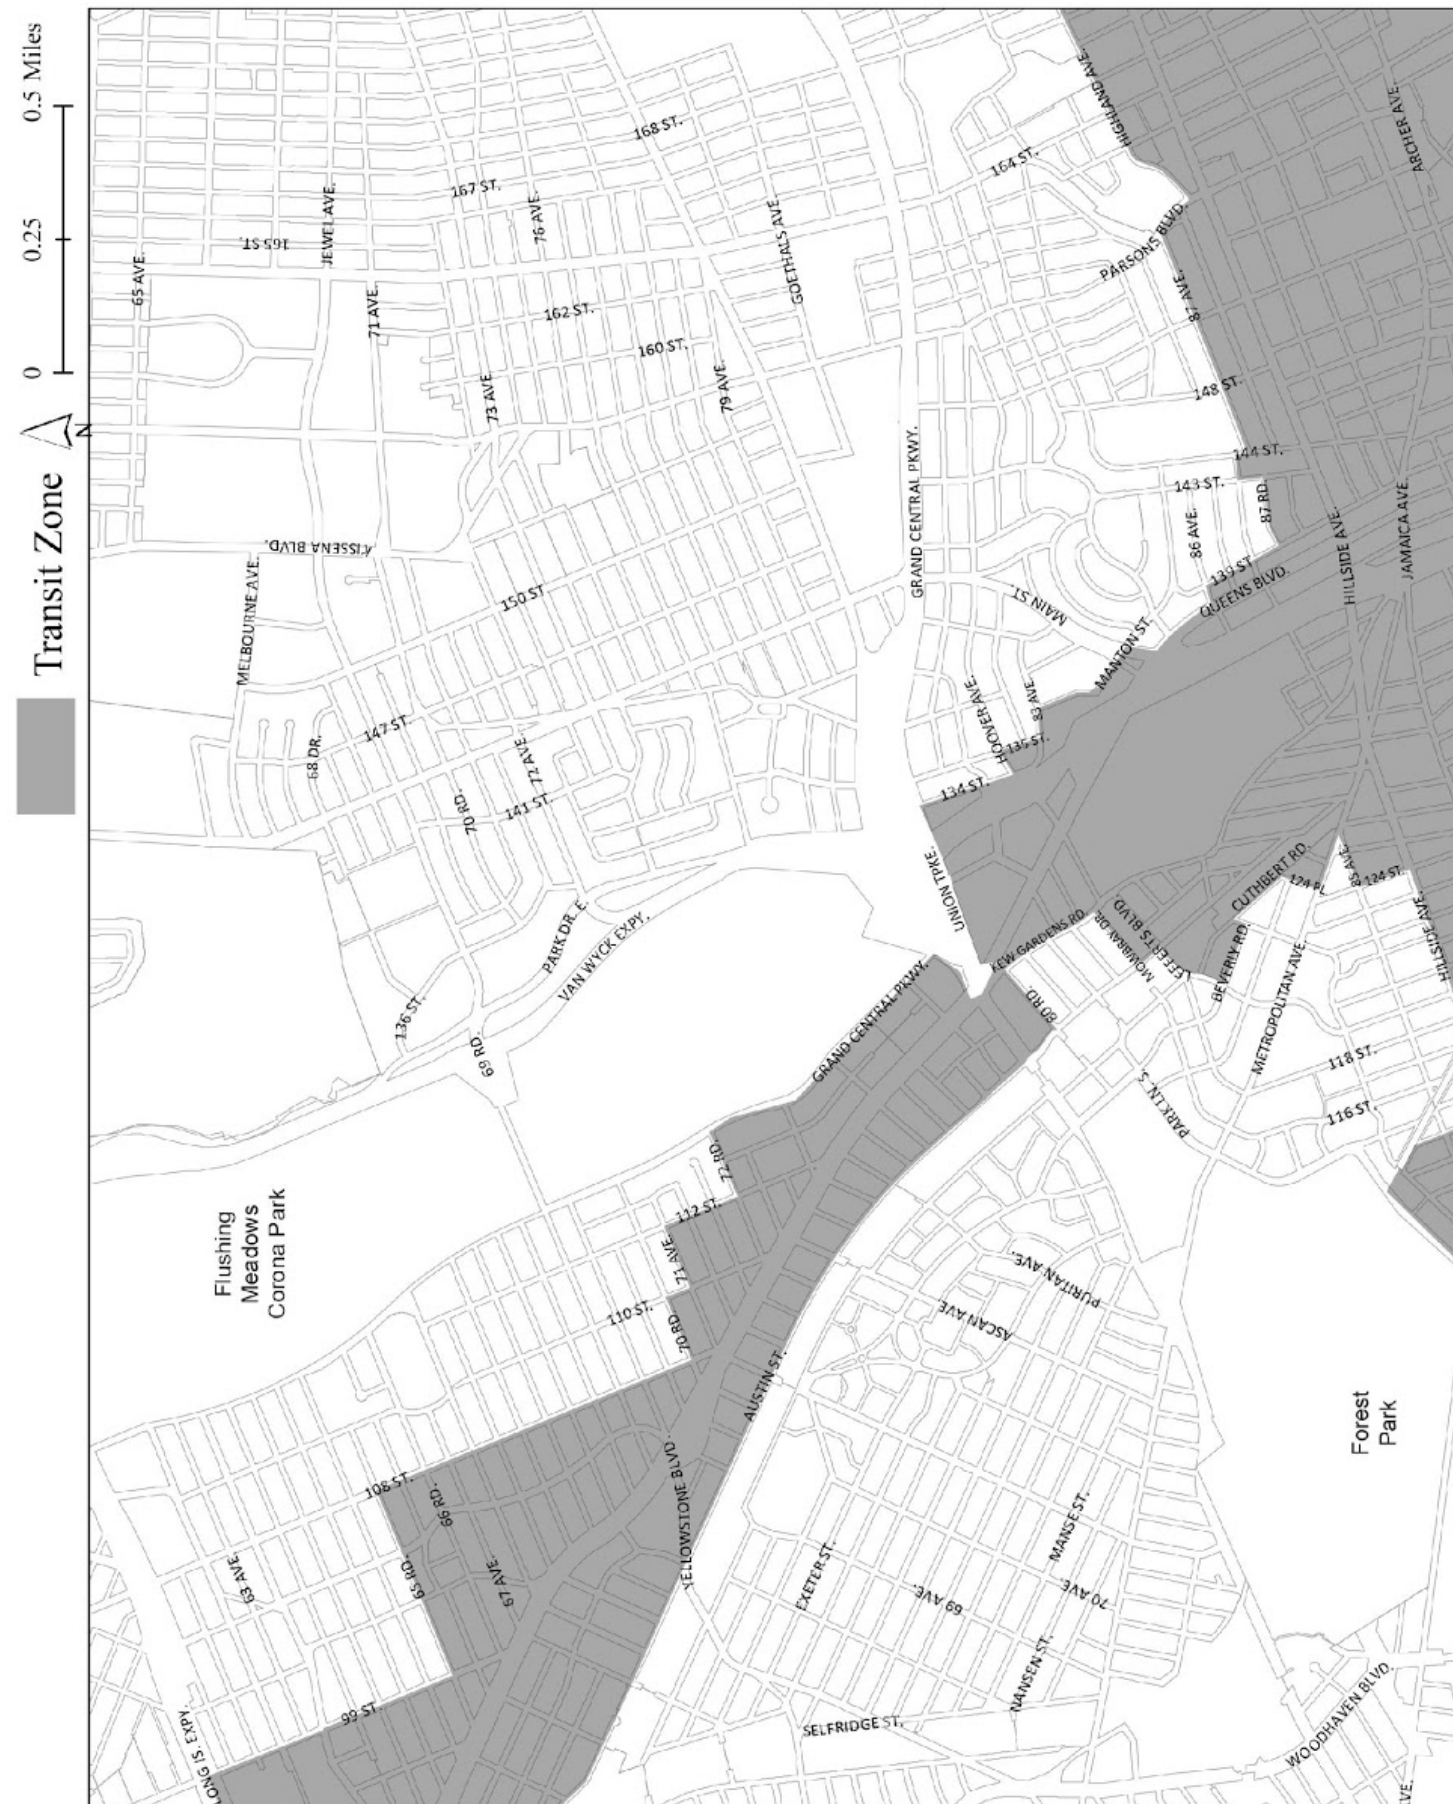 Transit Zone
N
0
0.25
0.5 Miles
HIGHLAND AVE.
ARCHER AVE.
168 ST.
164 ST.
167 ST.
76 AVE.
JEWEL AVE.
165 ST.
65 AVE.
GOETHALS AVE.
PARSONS BLVD.
87 AVE.
71 AVE.
162 ST.
160 ST.
73 AVE.
79 AVE.
148 ST.
144 ST.
143 ST.
87 RD.
GRAND CENTRAL PKWY.
86 AVE.
HILLSIDE AVE.
JAMAICA AVE.
KISSENA BLVD.
MELBOURNE AVE.
150 ST.
139 ST.
QUEENS BLVD.
MAIN ST.
MANTON ST.
147 ST.
68 DR.
72 AVE.
HOOVER AVE.
83 AVE.
135 ST.
134 ST.
70 RD.
141 ST.
UNION TPKE.
CUTHBERT RD.
124 PL.
85 AVE.
124 ST.
HILLSIDE AVE.
PARK DR. E.
VAN WYCK EXPY.
KEW GARDENS RD.
MOWBRAY DR.
LEFFERTS BLVD.
BEVERLY RD.
METROPOLITAN AVE.
136 ST.
69 RD.
GRAND CENTRAL PKWY.
80 RD.
118 ST.
116 ST.
PARK LN. S.
72 RD.
112 ST.
Flushing
Meadows
Corona Park
71 AVE.
110 ST.
70 RD.
PURITAN AVE.
ASCAN AVE.
AUSTIN ST.
Forest
Park
108 ST.
66 RD.
YELLOWSTONE BLVD.
63 AVE.
65 RD.
67 AVE.
EXETER ST.
MANSE ST.
69 AVE.
70 AVE.
NANSEN ST.
99 ST.
LONG IS. EXPY.
SELFRIDGE ST.
WOODHAVEN BLVD.